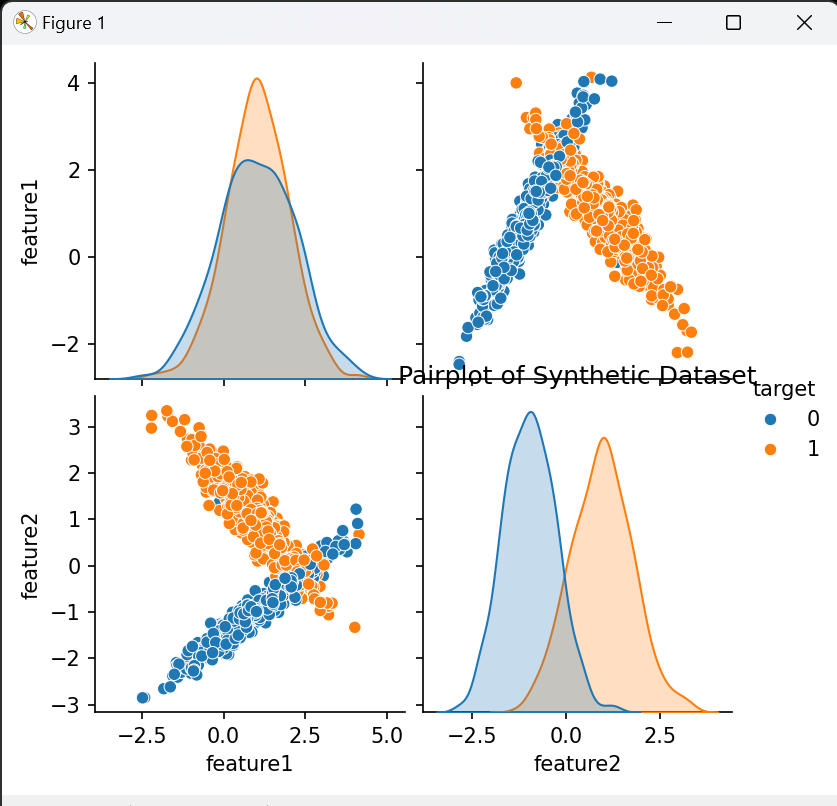 Figure 1
4
2
0
−2
feature1
Pairplot of Synthetic Dataset
target
0
1
3
2
1
0
−1
−2
−3
feature2
−2.5 0.0 2.5 5.0
feature1
−2.5 0.0 2.5
feature2